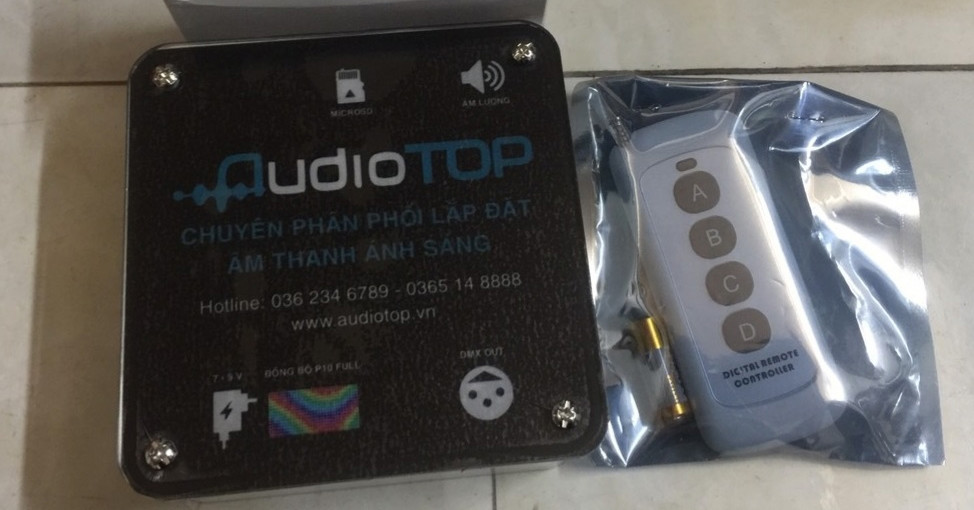 MICROSD
ÂM LƯỢNG
AudioTOP
CHUYÊN PHÂN PHỐI LẮP ĐẶT
ÂM THANH ÁNH SÁNG
Hotline: 036 234 6789 - 0365 14 8888
www.audiotop.vn
7 - 9 V
ĐỒNG BỘ P10 FULL
DMX OUT
A
B
C
D
DIGITAL REMOTE
CONTROLLER